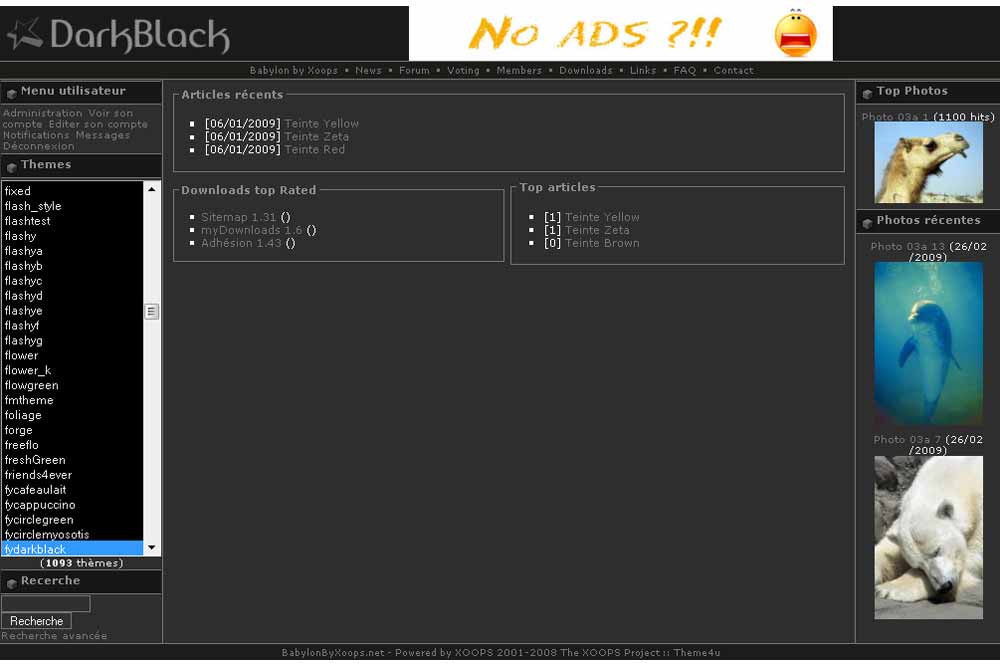 DarkBlack
No ADS ?!!
Babylon by Xoops ▪ News ▪ Forum ▪ Voting ▪ Members ▪ Downloads ▪ Links ▪ FAQ ▪ Contact
Menu utilisateur
Administration Voir son
compte Editer son compte
Notifications Messages
Déconnexion
Themes
fixed
flash_style
flashtest
flashy
flashya
flashyb
flashyc
flashyd
flashye
flashyf
flashyg
flower
flower_k
flowgreen
fmtheme
foliage
forge
freeflo
freshGreen
friends4ever
fycafeaulait
fycappuccino
fycirclegreen
fycirclemyosotis
fydarkblack
(1093 thèmes)
Recerche
Recherche
Recherche avancée
Articles récents
[06/01/2009] Teinte Yellow
[06/01/2009] Teinte Zeta
[06/01/2009] Teinte Red
Downloads top Rated
Sitemap 1.31 ()
myDownloads 1.6 ()
Adhésion 1.43 ()
Top articles
[1] Teinte Yellow
[1] Teinte Zeta
[0] Teinte Brown
Top Photos
Photo 03a 1 (1100 hits)
Photos récentes
Photo 03a 13 (26/02
/2009)
Photo 03a 7 (26/02
/2009)
BabylonByXoops.net - Powered by XOOPS 2001-2008 The XOOPS Project :: Theme4u